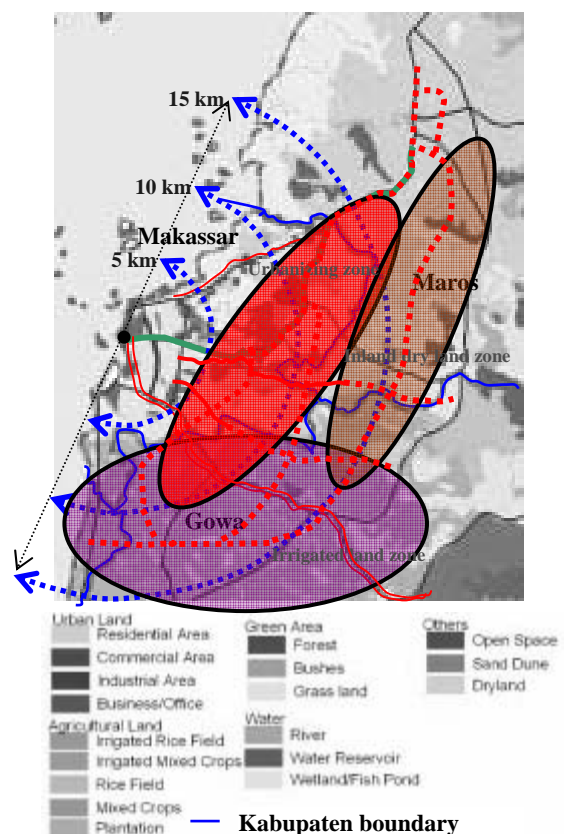 15 km
10 km
Makassar
5 km
Urbanising zone
Maros
Inland dry land zone
Gowa
Irrigated land zone
Urban Land
Residential Area
Commercial Area
Industrial Area
Business/Office
Agricultural Land
Irrigated Rice Field
Irrigated Mixed Crops
Rice Field
Mixed Crops
Plantation
Green Area
Forest
Bushes
Grass land
Water
River
Water Reservoir
Wetland/Fish Pond
Others
Open Space
Sand Dune
Dryland
Kabupaten boundary